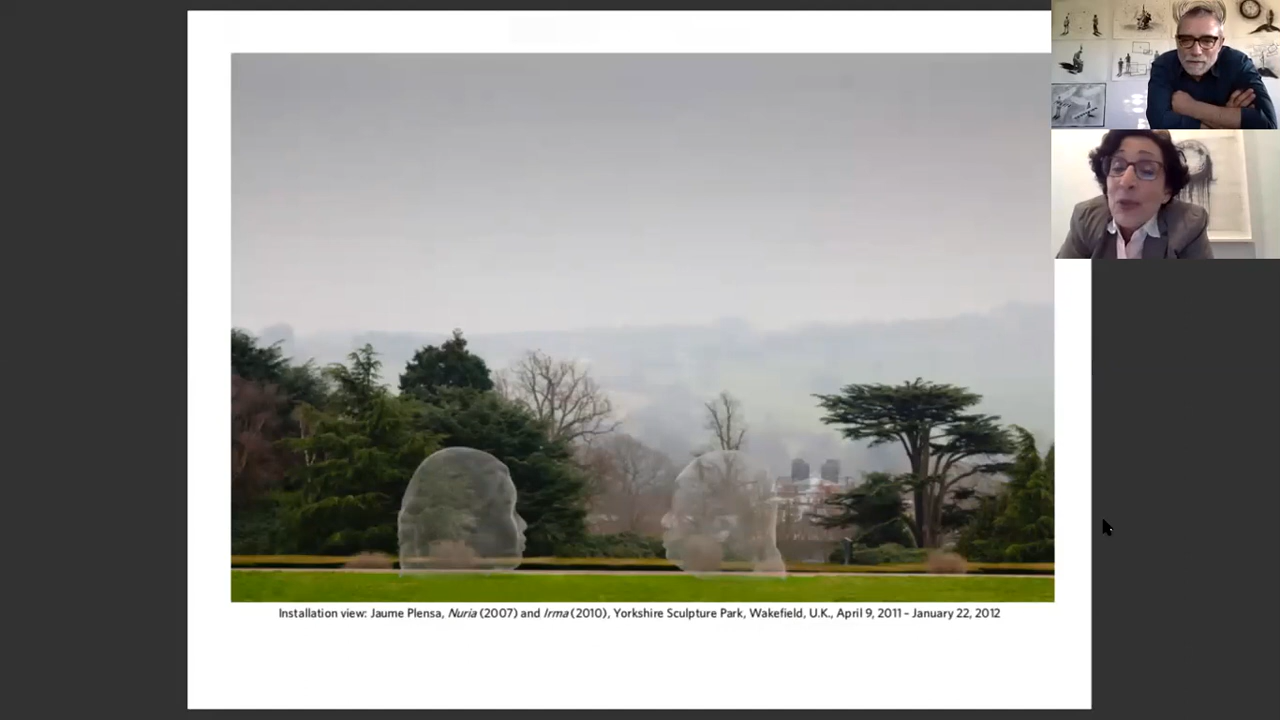 Installation view: Jaume Plensa, Nuria (2007) and Irma (2010), Yorkshire Sculpture Park, Wakefield, U.K., April 9, 2011 – January 22, 2012